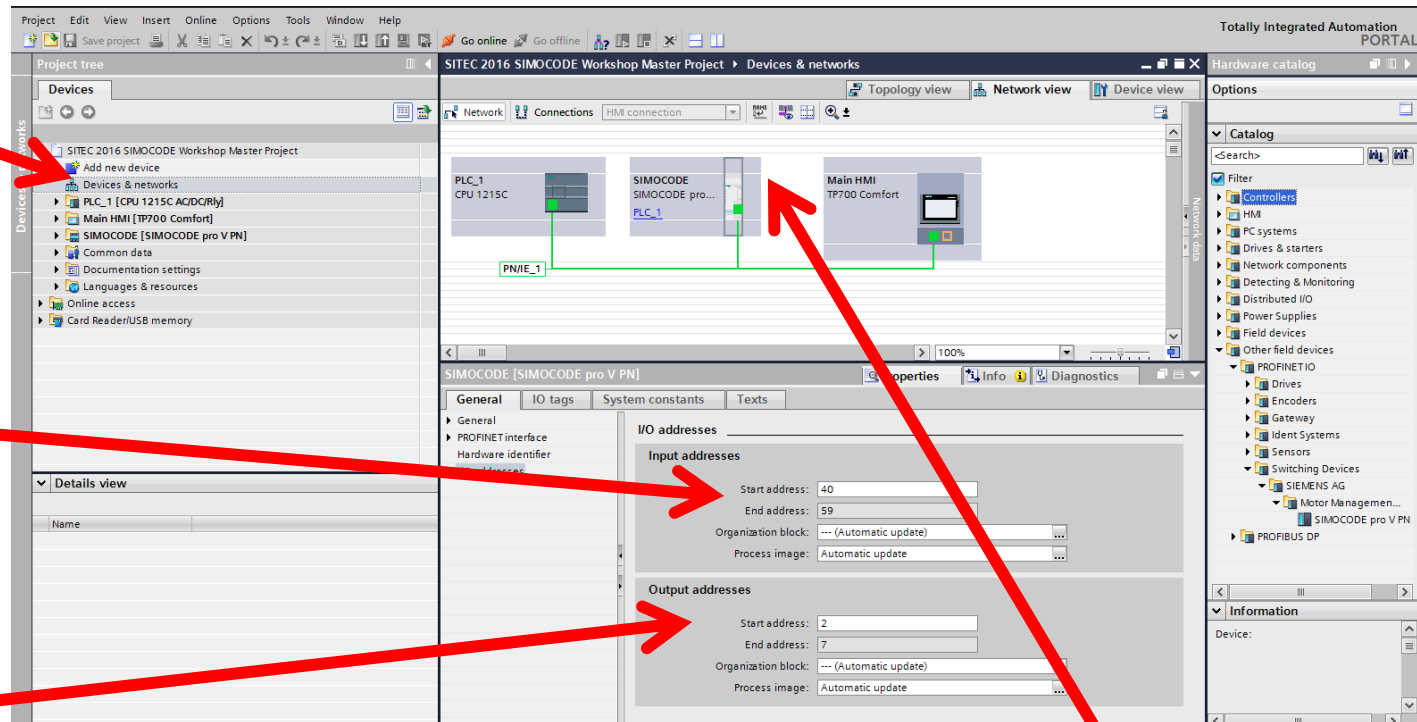 Project Edit View Insert Online Options Tools Window Help
Totally Integrated Automation
PORTAL
Save project Go online Go offline
Project tree
SITEC 2016 SIMOCODE Workshop Master Project Devices & networks
Hardware catalog
Devices
Topology view Network view Device view
Options
Network Connections HMI connection 
Catalog
<Search>
Filter
SITEC 2016 SIMOCODE Workshop Master Project
Add new device
Devices & networks
PLC_1 [CPU 1215C AC/DC/Rly]
Main HMI [TP700 Comfort]
SIMOCODE [SIMOCODE pro V PN]
Common data
Documentation settings
Languages & resources
Online access
Card Reader/USB memory
PLC_1
CPU 1215C
SIMOCODE
SIMOCODE pro...
PLC_1
Main HMI
TP700 Comfort
PN/IE_1
Network data
100%
Controllers
HMI
PC systems
Drives & starters
Network components
Detecting & Monitoring
Distributed I/O
Power Supplies
Field devices
Other field devices
PROFINET IO
Drives
Encoders
Gateway
Ident Systems
Sensors
Switching Devices
SIEMENS AG
Motor Managemen...
SIMOCODE pro V PN
PROFIBUS DP
SIMOCODE [SIMOCODE pro V PN]
Properties Info Diagnostics
General IO tags System constants Texts
General
PROFINET interface
Hardware identifier
I/O addresses
Input addresses
Start address: 40
End address: 59
Organization block: --- (Automatic update) ...
Process image: Automatic update ...
Output addresses
Start address: 2
End address: 7
Organization block: --- (Automatic update)
Process image: Automatic update ...
Details view
Name
Information
Device: